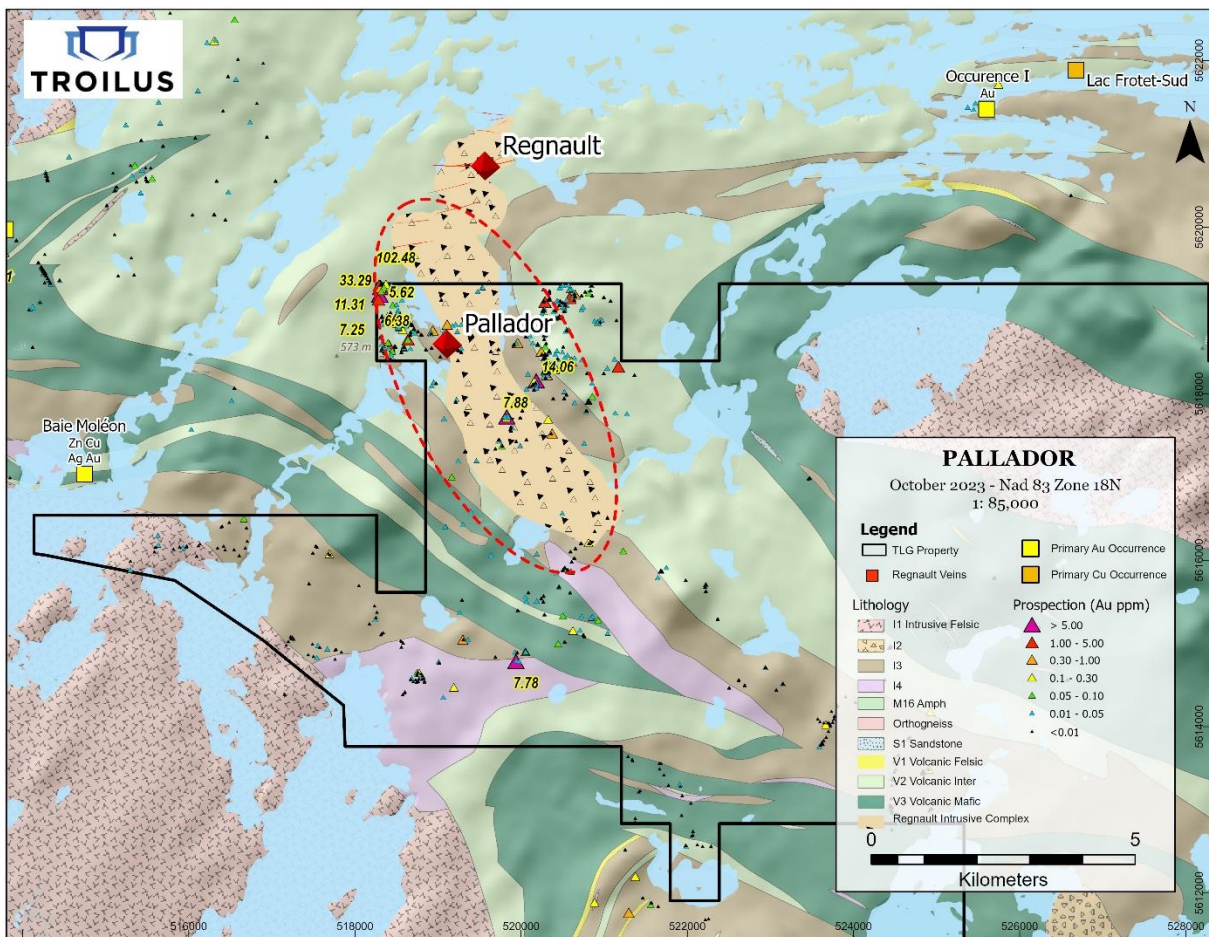 TROILUS
Occurence I
Au
Lac Frotet-Sud
N
5622000
Regnault
5620000
102.48
33.29
5.62
11.31
6.38
7.25
573 m
Pallador
14.06
7.88
5618000
Baie Moléon
Zn Cu
Ag Au
1
5616000
7.78
5614000
5612000
PALLADOR
October 2023 - Nad 83 Zone 18N
1: 85,000
Legend
TLG Property
Regnault Veins
Primary Au Occurrence
Primary Cu Occurrence
Lithology
I1 Intrusive Felsic
I2
I3
I4
M16 Amph
Orthogneiss
S1 Sandstone
V1 Volcanic Felsic
V2 Volcanic Inter
V3 Volcanic Mafic
Regnault Intrusive Complex
Prospection (Au ppm)
> 5.00
1.00 - 5.00
0.30 -1.00
0.1 - 0.30
0.05 - 0.10
0.01 - 0.05
<0.01
0 5
Kilometers
516000 518000 520000 522000 524000 526000 528000